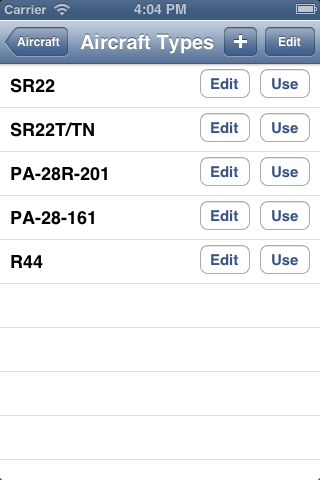 Carrier 4:04 PM
Aircraft Aircraft Types + Edit
SR22 Edit Use
SR22T/TN Edit Use
PA-28R-201 Edit Use
PA-28-161 Edit Use
R44 Edit Use